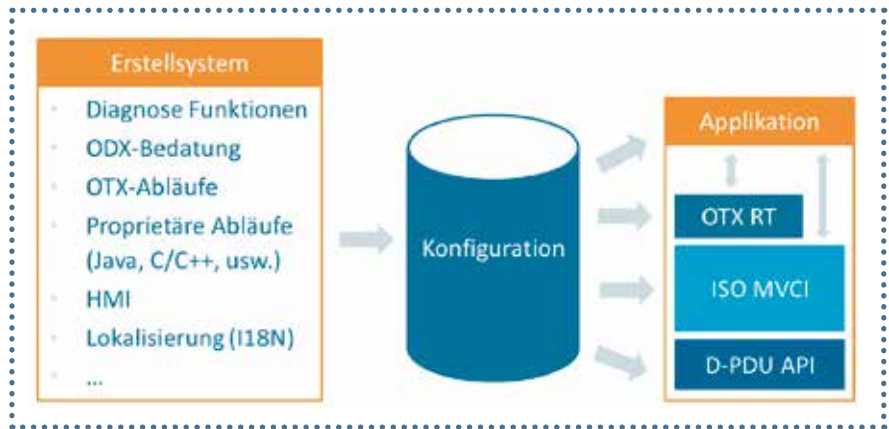 Erstellsystem
Diagnose Funktionen
ODX-Bedatung
OTX-Abläufe
Proprietäre Abläufe
(Java, C/C++, usw.)
HMI
Lokalisierung (I18N)
...
Konfiguration
Applikation
OTX RT
ISO MVCI
D-PDU API